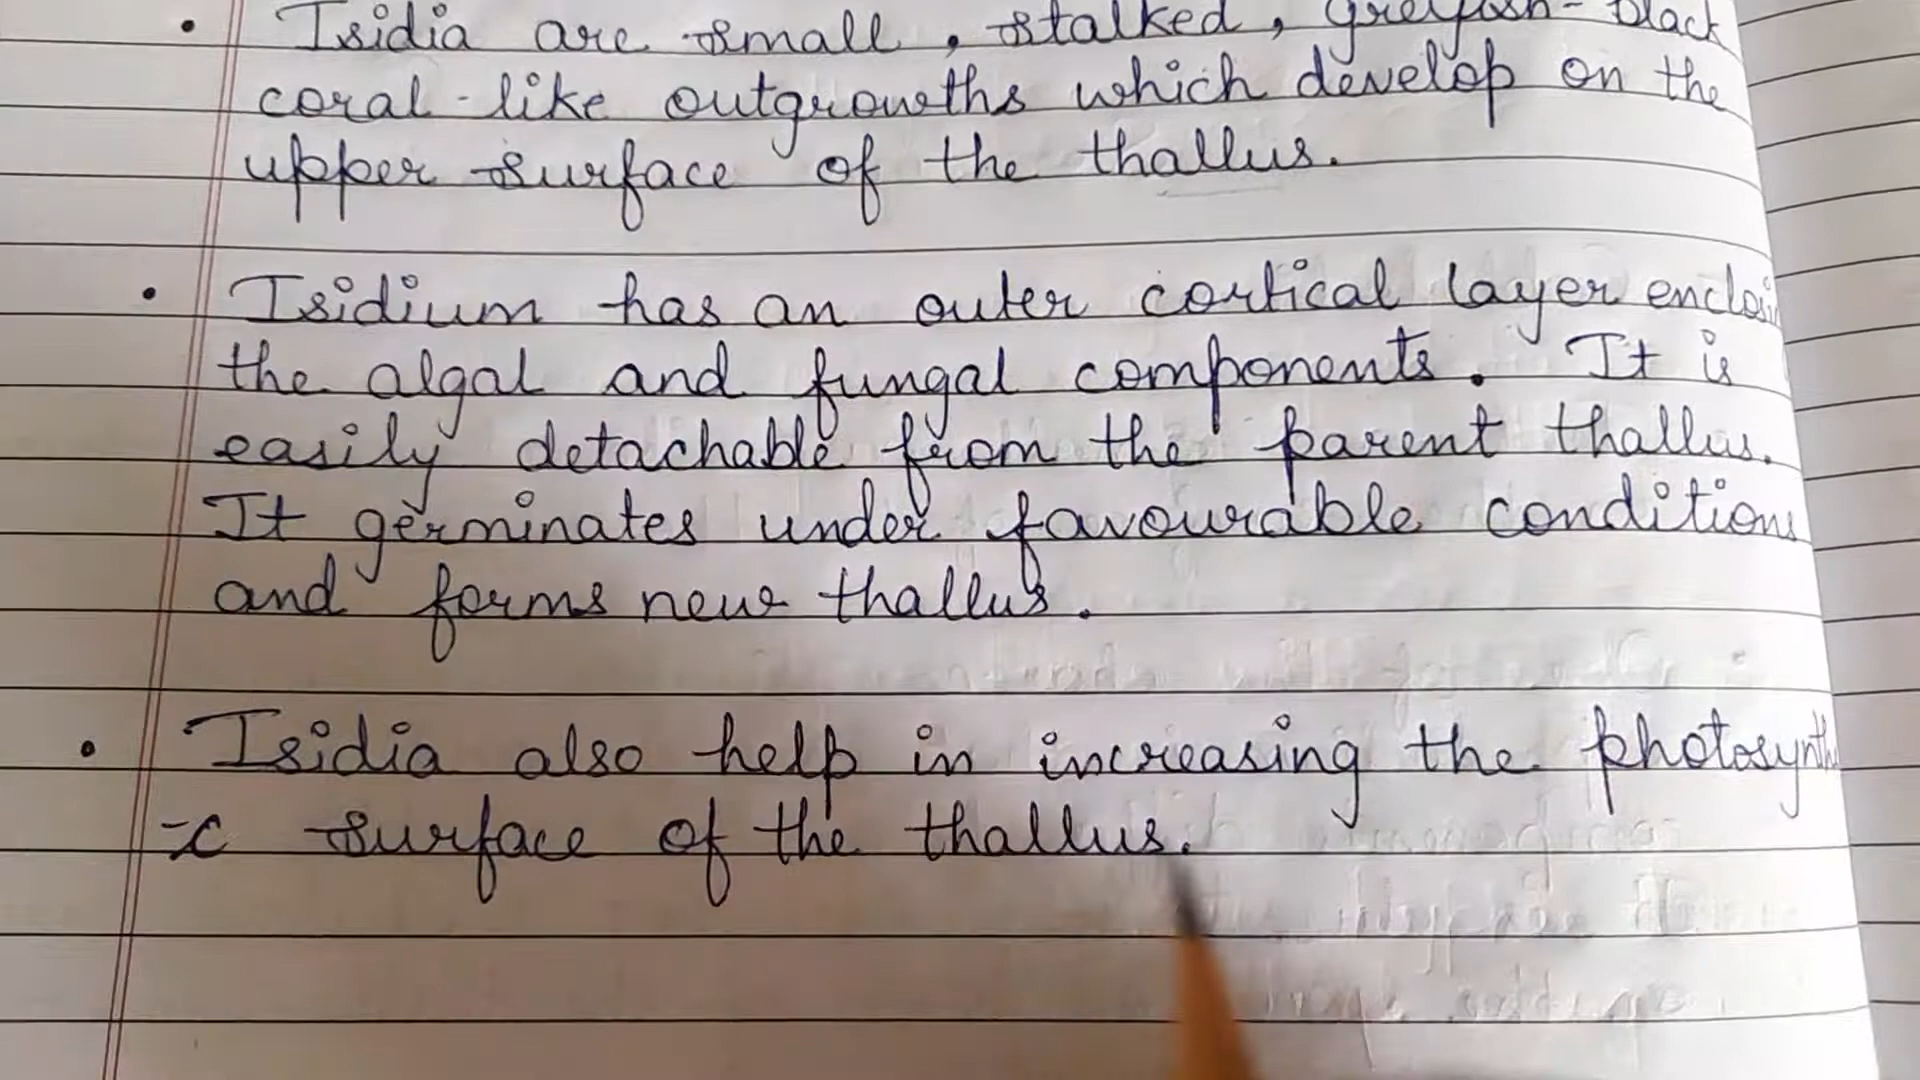 • Isidia are small, stalked, greyish-black
coral-like outgrowths which develop on the
upper surface of the thallus.
• Isidium has an outer cortical layer enclosin
the algal and fungal components. It is
easily detachable from the parent thallus.
It germinates under favourable conditions
and forms new thallus.
• Isidia also help in increasing the photosynth
-c surface of the thallus.